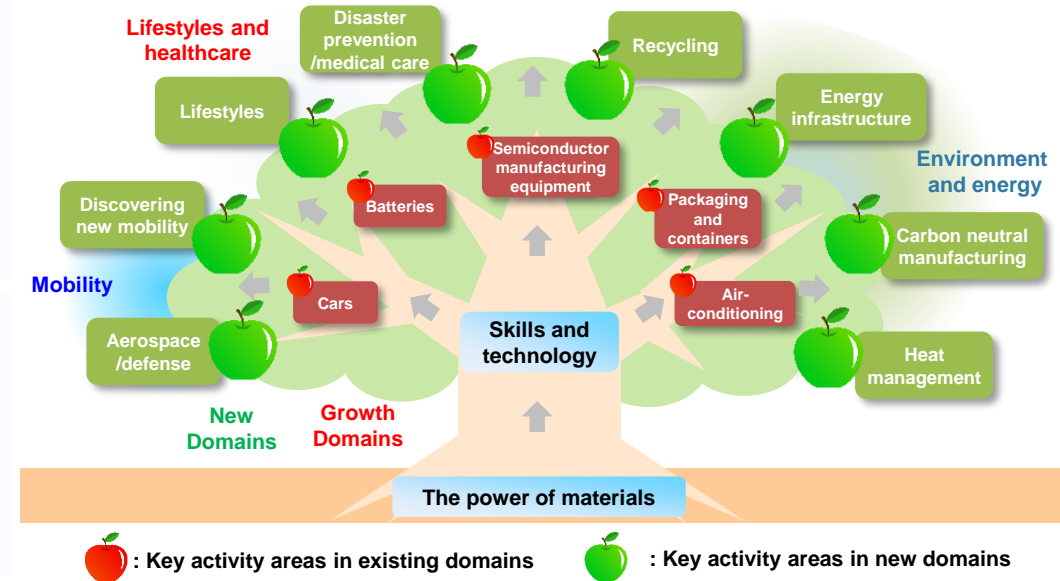 Lifestyles and
healthcare
Disaster
prevention
/medical care
Recycling
Lifestyles
Energy
infrastructure
Semiconductor
manufacturing
equipment
Environment
and energy
Batteries
Packaging
and
containers
Discovering
new mobility
Carbon neutral
manufacturing
Mobility
Cars
Air-
conditioning
Skills and
technology
Aerospace
/defense
Heat
management
New
Domains
Growth
Domains
The power of materials
: Key activity areas in existing domains
: Key activity areas in new domains